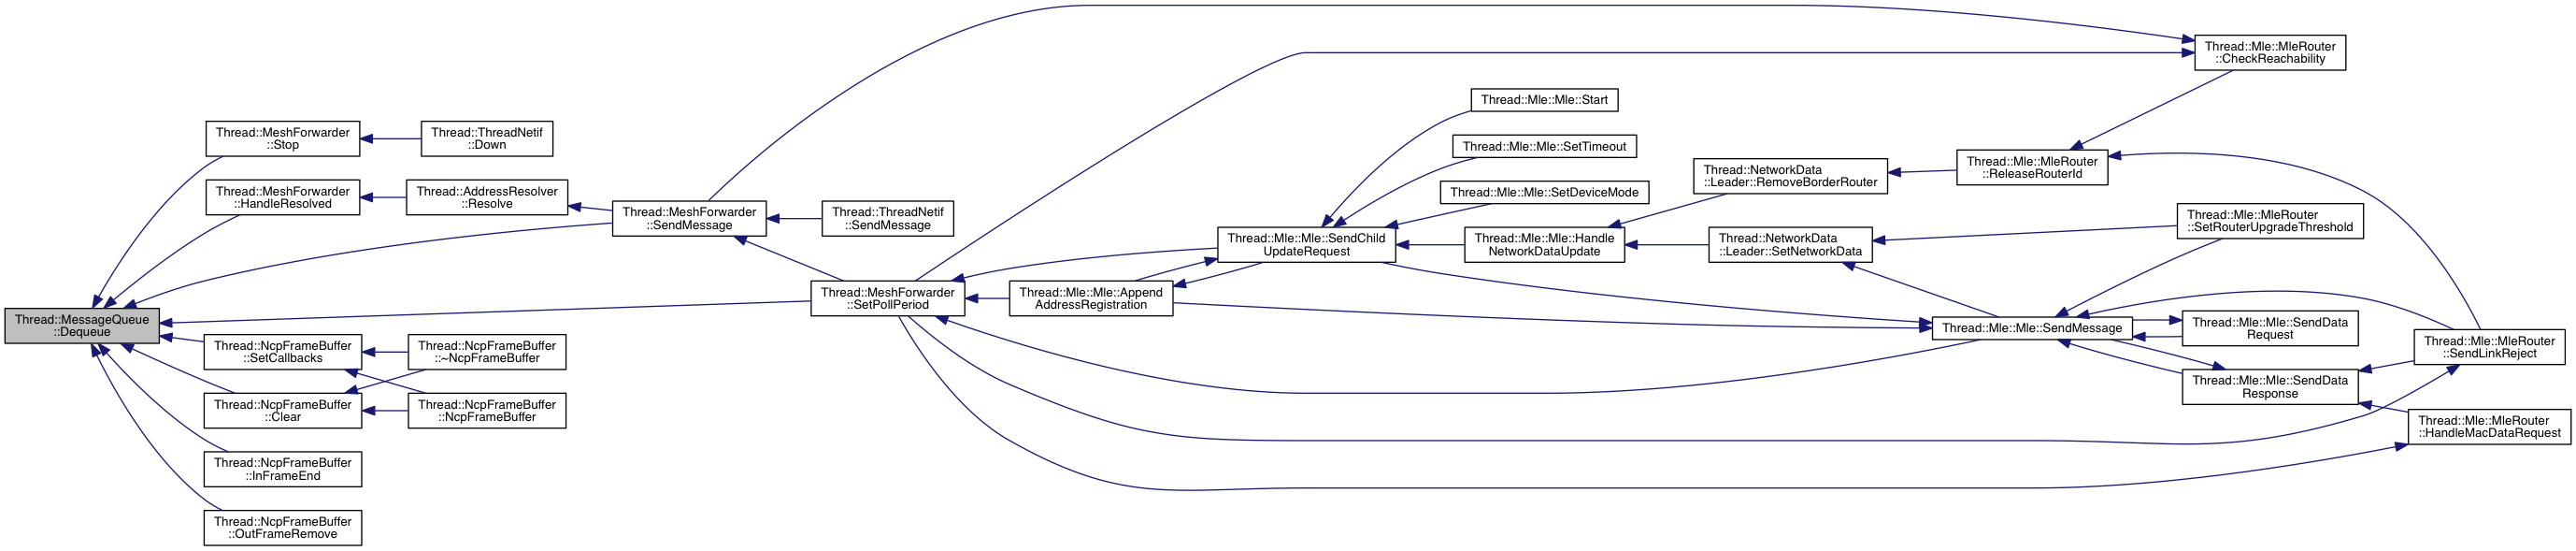 Thread::MessageQueue
::Dequeue
Thread::MeshForwarder
::Stop
Thread::ThreadNetif
::Down
Thread::MeshForwarder
::HandleResolved
Thread::AddressResolver
::Resolve
Thread::MeshForwarder
::SendMessage
Thread::ThreadNetif
::SendMessage
Thread::MeshForwarder
::SetPollPeriod
Thread::NcpFrameBuffer
::SetCallbacks
Thread::NcpFrameBuffer
::~NcpFrameBuffer
Thread::NcpFrameBuffer
::Clear
Thread::NcpFrameBuffer
::NcpFrameBuffer
Thread::NcpFrameBuffer
::InFrameEnd
Thread::NcpFrameBuffer
::OutFrameRemove
Thread::Mle::Mle::Append
AddressRegistration
Thread::Mle::Mle::SendChild
UpdateRequest
Thread::Mle::Mle::Start
Thread::Mle::Mle::SetTimeout
Thread::Mle::Mle::SetDeviceMode
Thread::Mle::Mle::Handle
NetworkDataUpdate
Thread::NetworkData
::Leader::RemoveBorderRouter
Thread::NetworkData
::Leader::SetNetworkData
Thread::Mle::MleRouter
::ReleaseRouterId
Thread::Mle::Mle::SendMessage
Thread::Mle::MleRouter
::CheckReachability
Thread::Mle::MleRouter
::SetRouterUpgradeThreshold
Thread::Mle::Mle::SendData
Request
Thread::Mle::Mle::SendData
Response
Thread::Mle::MleRouter
::SendLinkReject
Thread::Mle::MleRouter
::HandleMacDataRequest